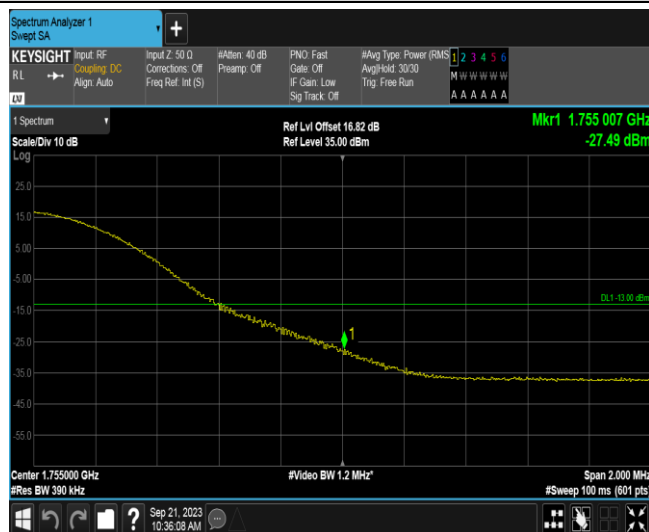 Spectrum Analyzer 1
Swept SA
+
KEYSIGHT Input: RF Input Z: 50 Ω #Atten: 40 dB PNO: Fast #Avg Type: Power (RMS 1 2 3 4 5 6
RL Coupling: DC Corrections: Off Preamp: Off Gate: Off Avg|Hold: 30/30 M W W W W W
Align: Auto Freq Ref: Int (S) IF Gain: Low Trig: Free Run
LXI Sig Track: Off A A A A A A
1 Spectrum Ref Lvl Offset 16.82 dB Mkr1 1.755 007 GHz
Scale/Div 10 dB Ref Level 35.00 dBm -27.49 dBm
Log
25.0
15.0
5.00
-5.00
DL1 -13.00 dBm
-15.0
1
-25.0
-35.0
-45.0
-55.0
Center 1.755000 GHz #Video BW 1.2 MHz* Span 2.000 MHz
#Res BW 390 kHz #Sweep 100 ms (601 pts)
? Sep 21, 2023
10:36:08 AM